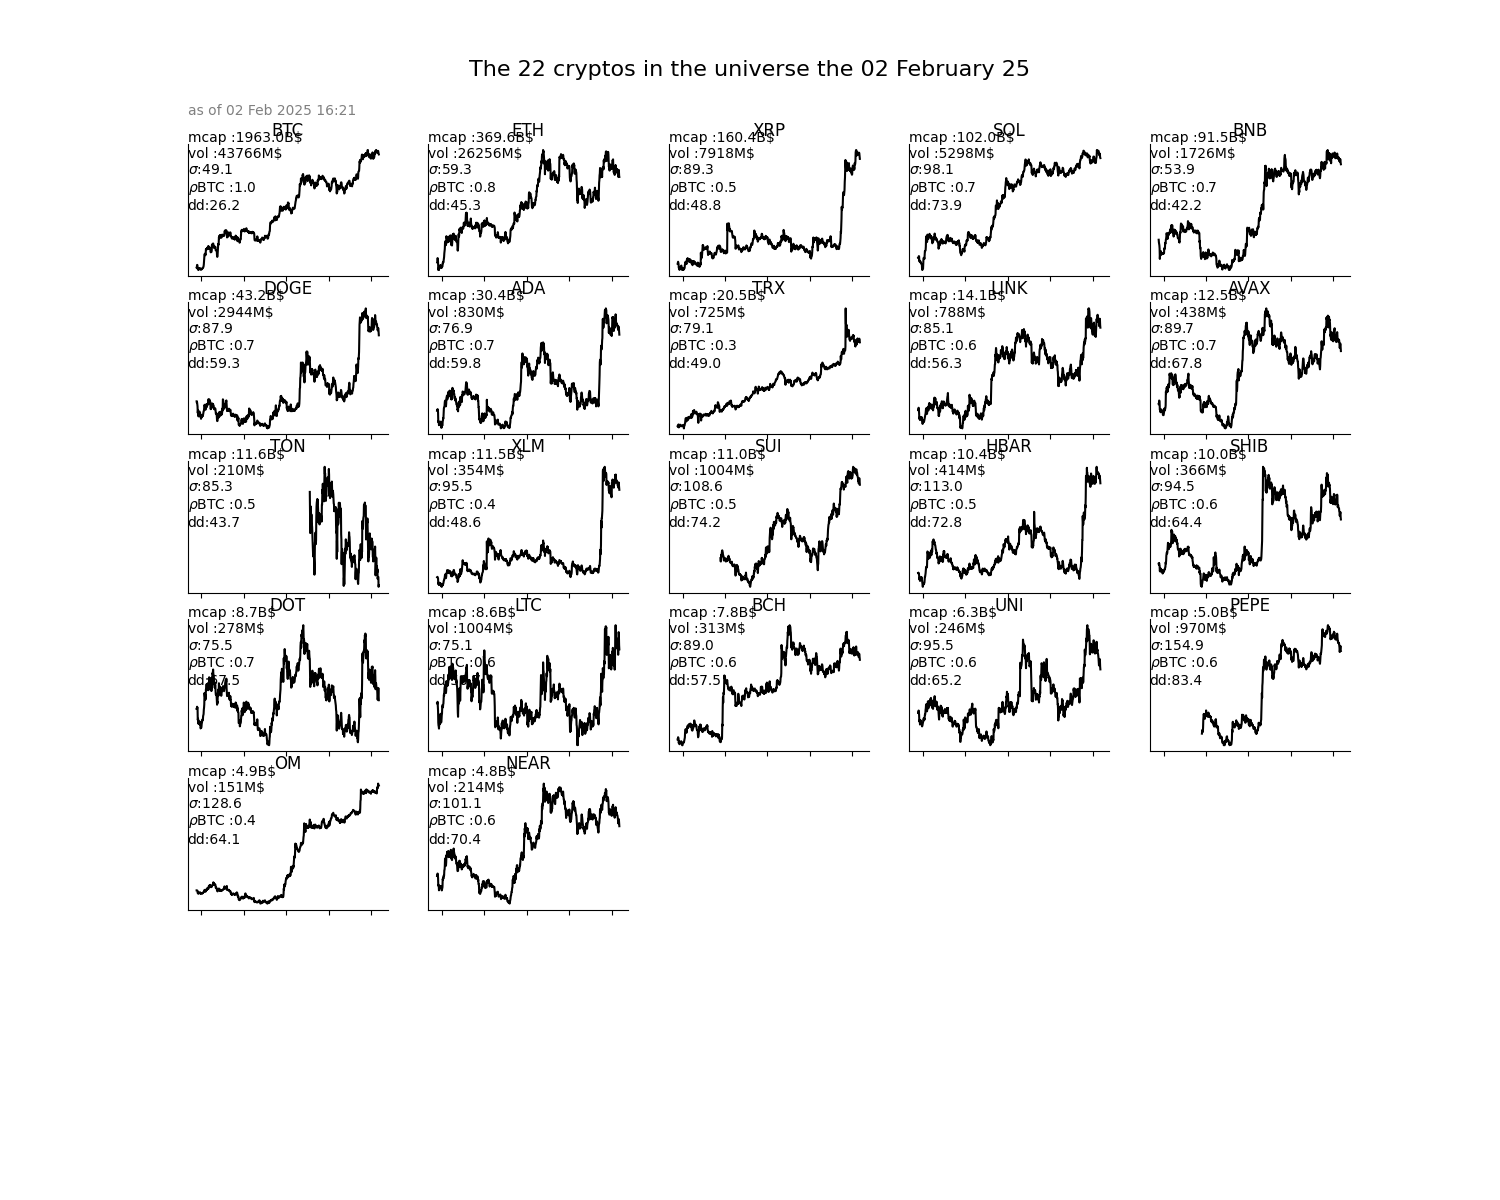 The 22 cryptos in the universe the 02 February 25
as of 02 Feb 2025 16:21
BTC
mcap :1963.0B$
vol :43766M$
σ:49.1
ρBTC :1.0
dd:26.2
ETH
mcap :369.6B$
vol :26256M$
σ:59.3
ρBTC :0.8
dd:45.3
XRP
mcap :160.4B$
vol :7918M$
σ:89.3
ρBTC :0.5
dd:48.8
SOL
mcap :102.0B$
vol :5298M$
σ:98.1
ρBTC :0.7
dd:73.9
BNB
mcap :91.5B$
vol :1726M$
σ:53.9
ρBTC :0.7
dd:42.2
DOGE
mcap :43.2B$
vol :2944M$
σ:87.9
ρBTC :0.7
dd:59.3
ADA
mcap :30.4B$
vol :830M$
σ:76.9
ρBTC :0.7
dd:59.8
TRX
mcap :20.5B$
vol :725M$
σ:79.1
ρBTC :0.3
dd:49.0
LINK
mcap :14.1B$
vol :788M$
σ:85.1
ρBTC :0.6
dd:56.3
AVAX
mcap :12.5B$
vol :438M$
σ:89.7
ρBTC :0.7
dd:67.8
TON
mcap :11.6B$
vol :210M$
σ:85.3
ρBTC :0.5
dd:43.7
XLM
mcap :11.5B$
vol :354M$
σ:95.5
ρBTC :0.4
dd:48.6
SUI
mcap :11.0B$
vol :1004M$
σ:108.6
ρBTC :0.5
dd:74.2
HBAR
mcap :10.4B$
vol :414M$
σ:113.0
ρBTC :0.5
dd:72.8
SHIB
mcap :10.0B$
vol :366M$
σ:94.5
ρBTC :0.6
dd:64.4
DOT
mcap :8.7B$
vol :278M$
σ:75.5
ρBTC :0.7
dd:67.5
LTC
mcap :8.6B$
vol :1004M$
σ:75.1
ρBTC :0.6
BCH
mcap :7.8B$
vol :313M$
σ:89.0
ρBTC :0.6
dd:57.5
UNI
mcap :6.3B$
vol :246M$
σ:95.5
ρBTC :0.6
dd:65.2
PEPE
mcap :5.0B$
vol :970M$
σ:154.9
ρBTC :0.6
dd:83.4
OM
mcap :4.9B$
vol :151M$
σ:128.6
ρBTC :0.4
dd:64.1
NEAR
mcap :4.8B$
vol :214M$
σ:101.1
ρBTC :0.6
dd:70.4